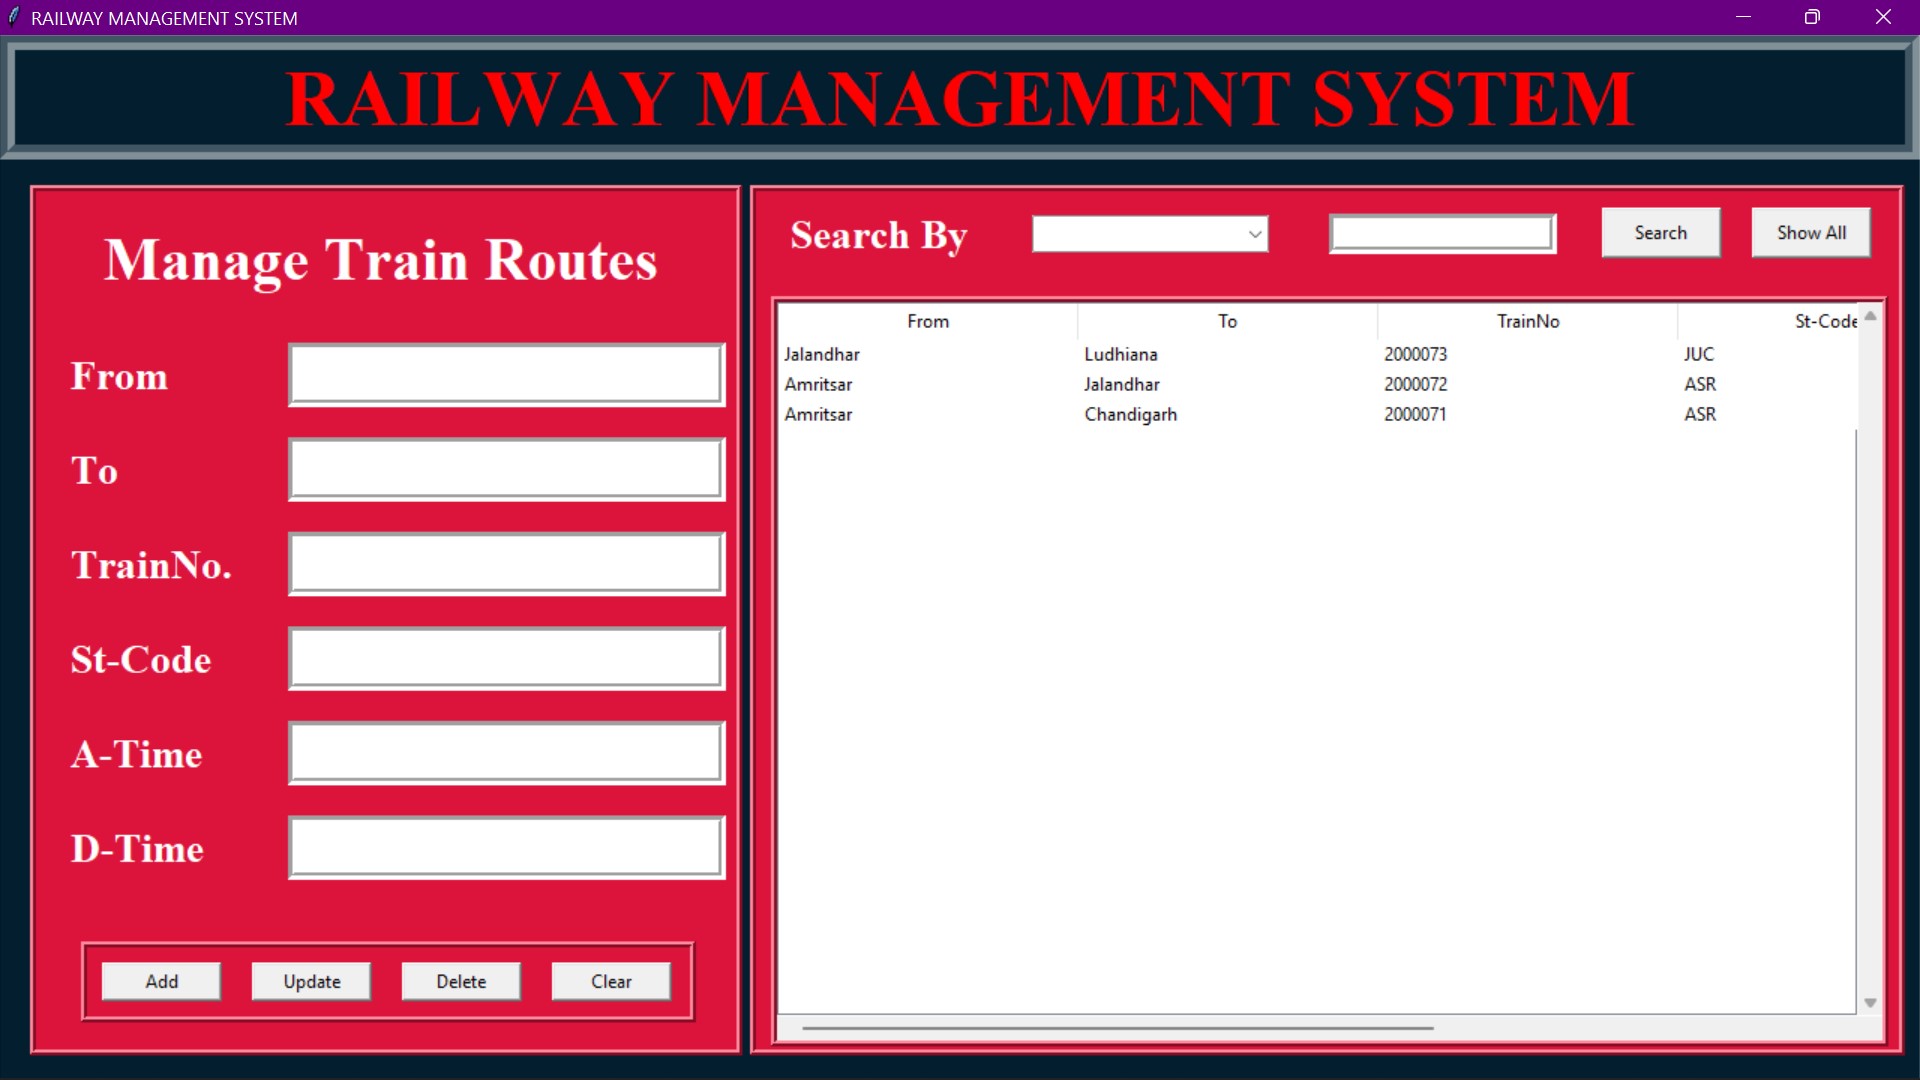 RAILWAY MANAGEMENT SYSTEM
RAILWAY MANAGEMENT SYSTEM
Manage Train Routes
From
To
TrainNo.
St-Code
A-Time
D-Time
Add Update Delete Clear
Search By Search Show All
From To TrainNo St-Code
Jalandhar Ludhiana 2000073 JUC
Amritsar Jalandhar 2000072 ASR
Amritsar Chandigarh 2000071 ASR